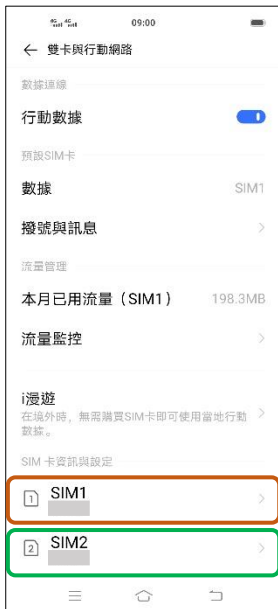 4G 4G 09:00
雙卡與行動網路
數據連線
行動數據
預設SIM卡
數據 SIM1
撥號與訊息
流量管理
本月已用流量（SIM1） 198.3MB
流量監控
i漫遊
在境外時，無需購買SIM卡即可使用當地行動
數據。
SIM 卡資訊與設定
1 SIM1
2 SIM2